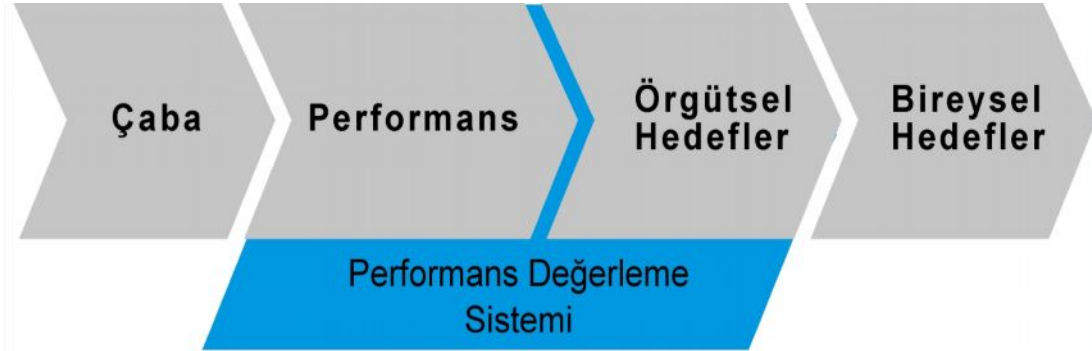 Çaba
Performans
Örgütsel
Hedefler
Bireysel
Hedefler
Performans Değerleme
Sistemi